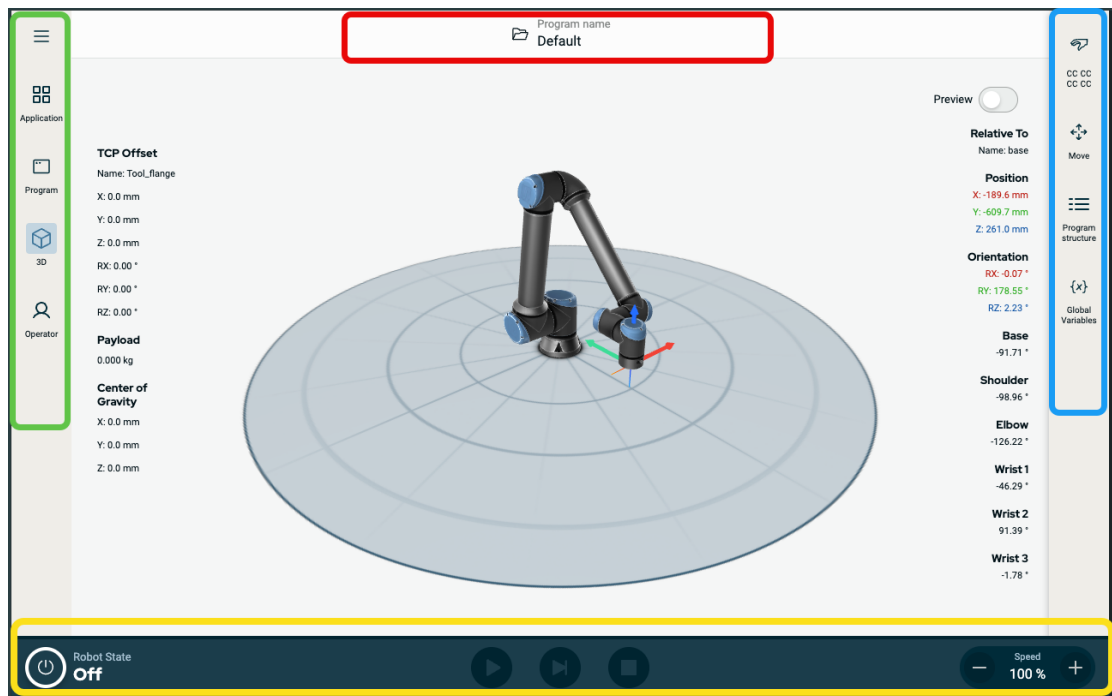 Program name
Default
Application
Program
3D
Operator
TCP Offset
Name: Tool_flange
X: 0.0 mm
Y: 0.0 mm
Z: 0.0 mm
RX: 0.00 °
RY: 0.00 °
RZ: 0.00 °
Payload
0.000 kg
Center of
Gravity
X: 0.0 mm
Y: 0.0 mm
Z: 0.0 mm
Preview
Relative To
Name: base
Position
X: -189.6 mm
Y: -609.7 mm
Z: 261.0 mm
Orientation
RX: -0.07 °
RY: 178.55 °
RZ: 2.23 °
Base
-91.71 °
Shoulder
-98.96 °
Elbow
-126.22 °
Wrist 1
-46.29 °
Wrist 2
91.39 °
Wrist 3
-1.78 °
CC CC
CC CC
Move
Program
structure
{x}
Global
Variables
Robot State
Off
Speed
100 %